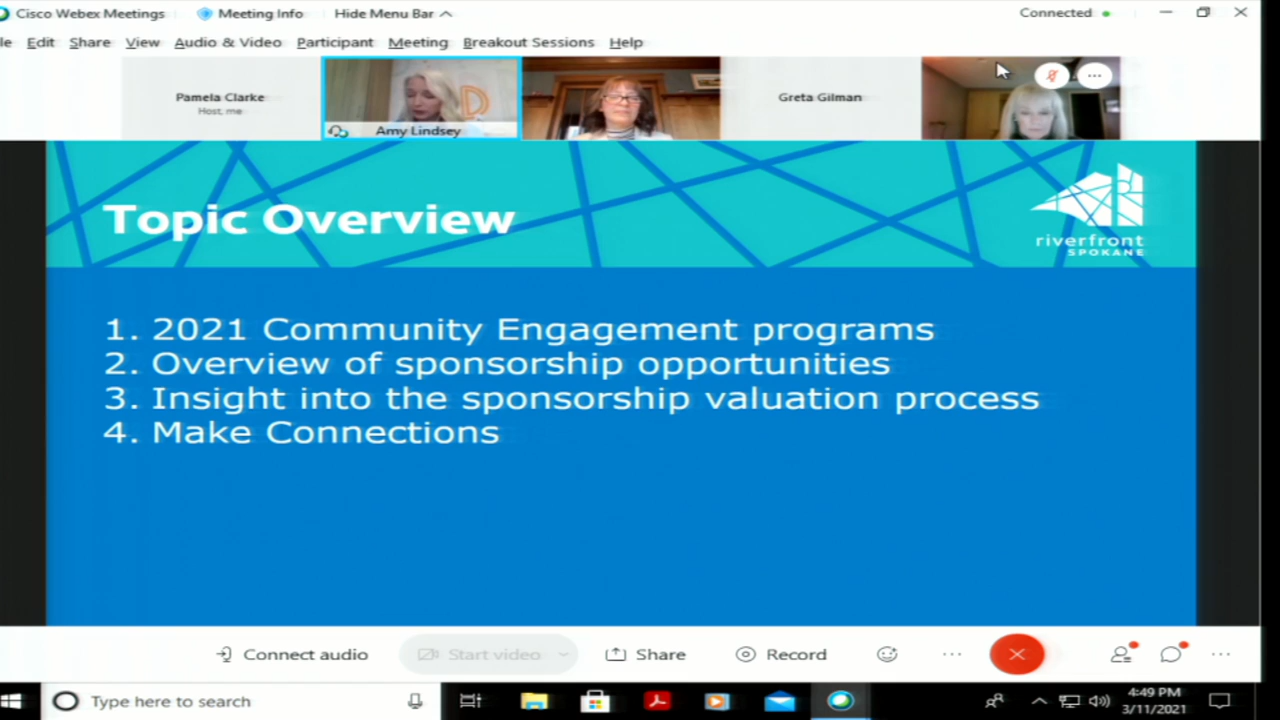 Cisco Webex Meetings
Meeting Info
Hide Menu Bar
Connected
le Edit Share View Audio & Video Participant Meeting Breakout Sessions Help
Pamela Clarke
Host, me
Amy Lindsey
Greta Gilman
Topic Overview
riverfront
SPOKANE
1. 2021 Community Engagement programs
2. Overview of sponsorship opportunities
3. Insight into the sponsorship valuation process
4. Make Connections
Connect audio
Start video
Share
Record
Type here to search
4:49 PM
3/11/2021